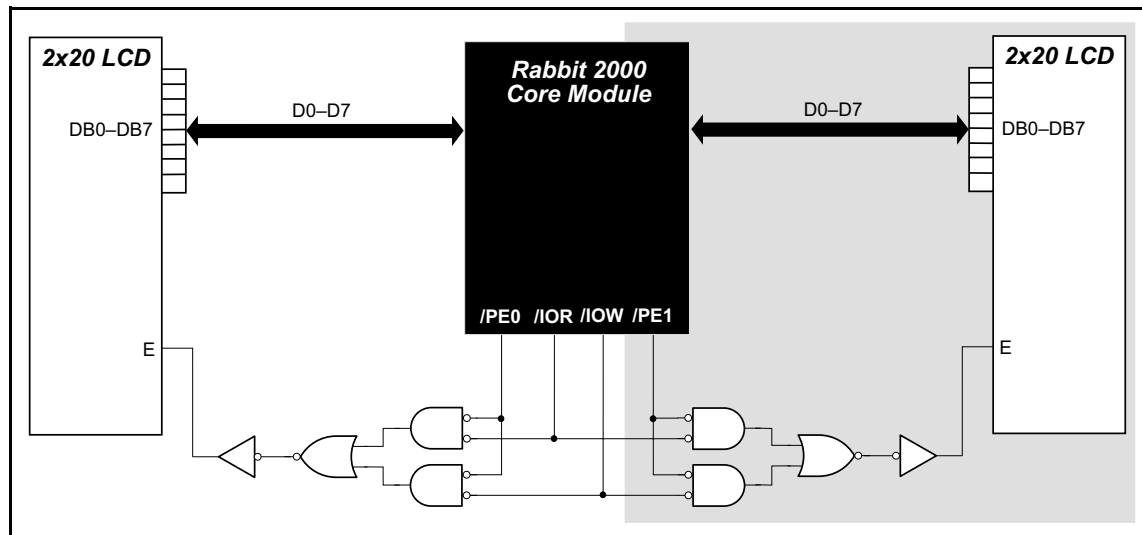 2x20 LCD
DB0–DB7
E
D0–D7
Rabbit 2000
Core Module
/PE0 /IOR /IOW /PE1
D0–D7
2x20 LCD
DB0–DB7
E